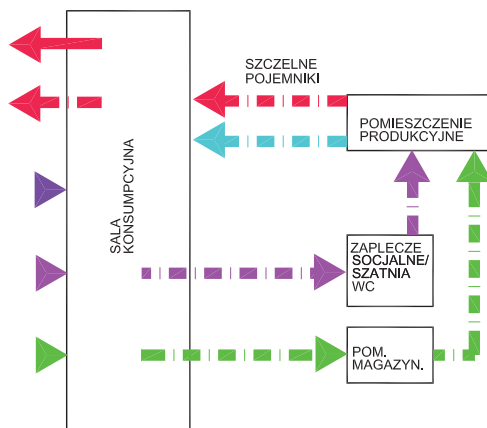 SZCZELNE
POJEMNIKI
POMIESZCZENIE
PRODUKCYJNE
SALA
KONSUMPCYJNA
ZAPLECZE
SOCJALNE/
SZATNIA
WC
POM.
MAGAZYN.